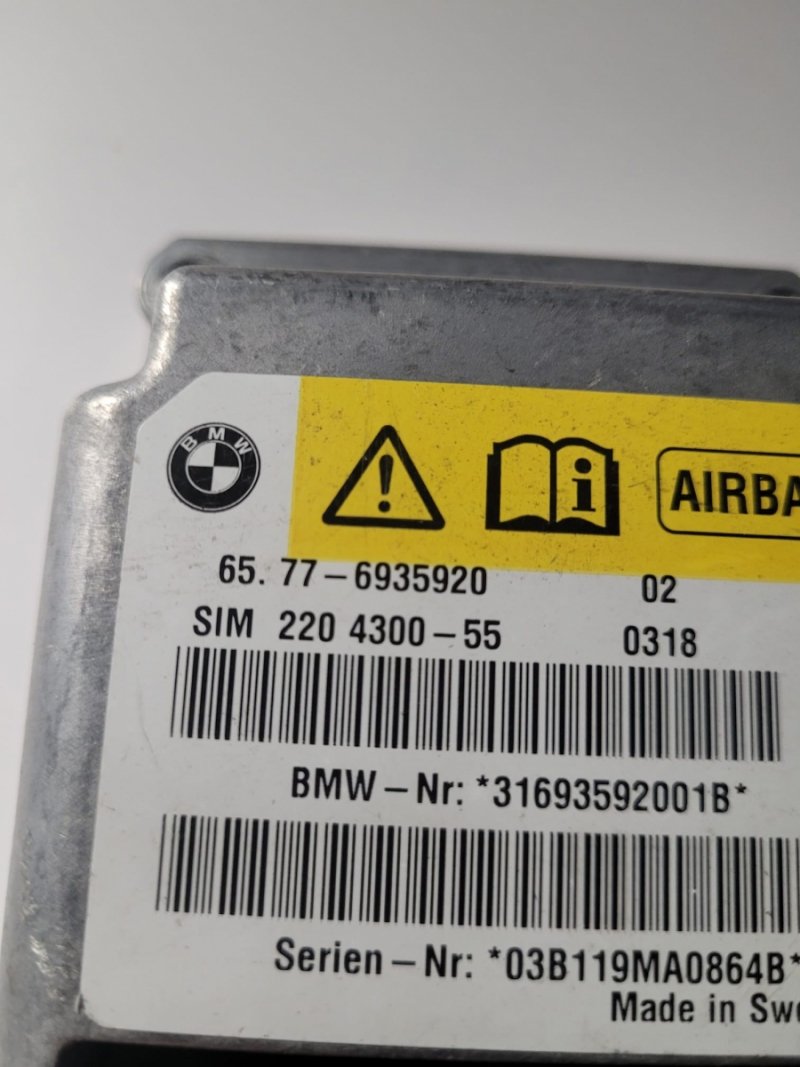 BMW
AIRBA
65. 77-6935920 02
SIM 220 4300-55 0318
BMW-Nr: *31693592001B*
Serien-Nr: *03B119MA0864B*
Made in Swe